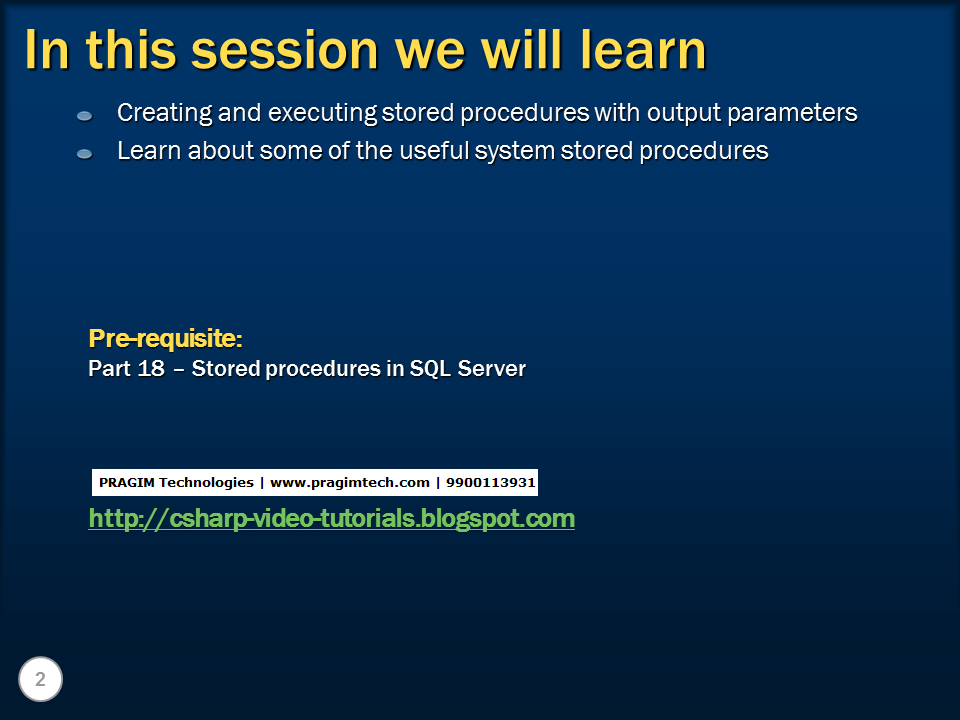 In this session we will learn
Creating and executing stored procedures with output parameters
Learn about some of the useful system stored procedures
Pre-requisite:
Part 18 – Stored procedures in SQL Server
PRAGIM Technologies | www.pragimtech.com | 9900113931
http://csharp-video-tutorials.blogspot.com
2